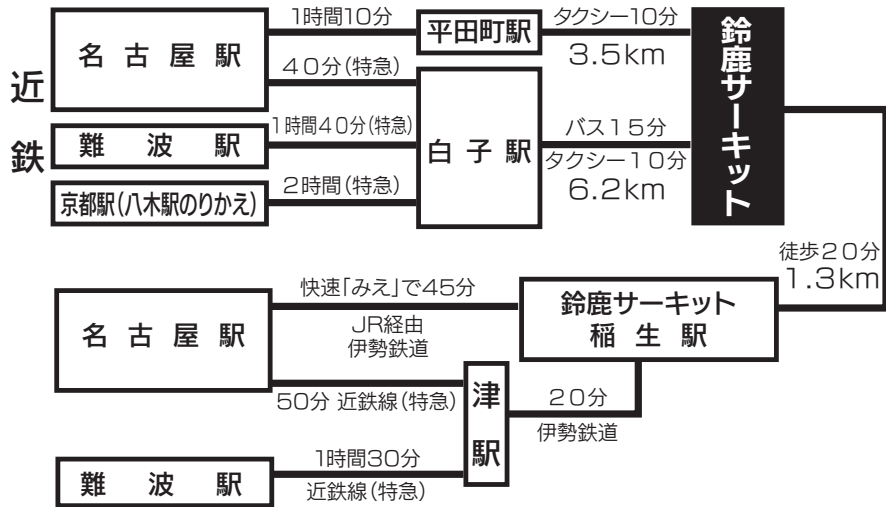 近鉄
名古屋駅
1時間10分
平田町駅
タクシー10分
3.5km
鈴鹿サーキット
40分(特急)
難波駅
1時間40分(特急)
白子駅
バス15分
タクシー10分
6.2km
京都駅(八木駅のりかえ)
2時間(特急)
徒歩20分
1.3km
名古屋駅
快速「みえ」で45分
JR経由
伊勢鉄道
鈴鹿サーキット
稲生駅
50分 近鉄線(特急)
津駅
20分
伊勢鉄道
難波駅
1時間30分
近鉄線(特急)